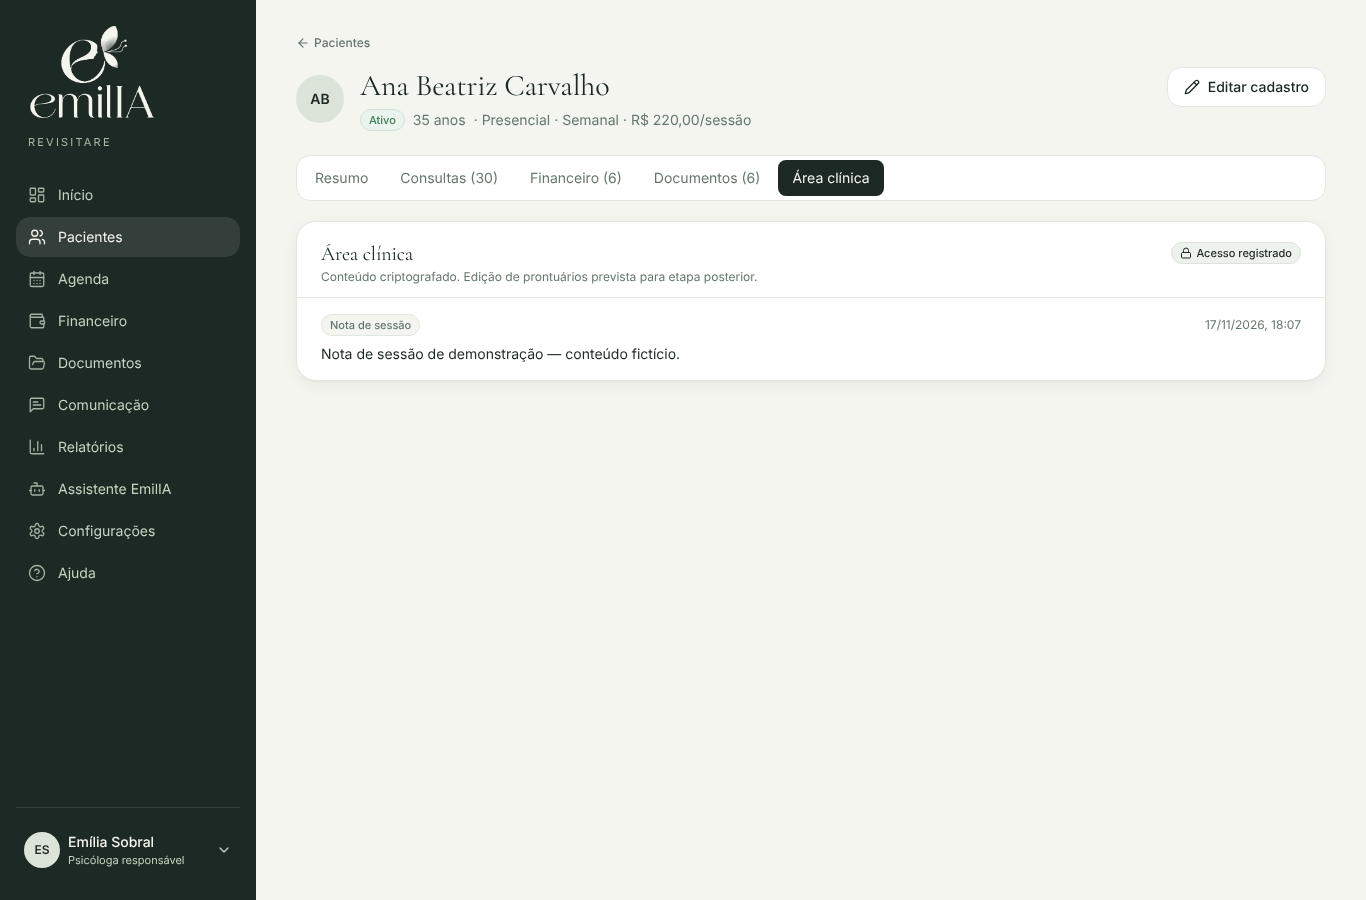 emilIA
REVISITARE
Início
Pacientes
Agenda
Financeiro
Documentos
Comunicação
Relatórios
Assistente EmilIA
Configurações
Ajuda
ES
Emília Sobral
Psicóloga responsável
Pacientes
AB
Ana Beatriz Carvalho
Ativo 35 anos · Presencial · Semanal · R$ 220,00/sessão
Editar cadastro
Resumo Consultas (30) Financeiro (6) Documentos (6) Área clínica
Área clínica
Acesso registrado
Conteúdo criptografado. Edição de prontuários prevista para etapa posterior.
Nota de sessão 17/11/2026, 18:07
Nota de sessão de demonstração — conteúdo fictício.